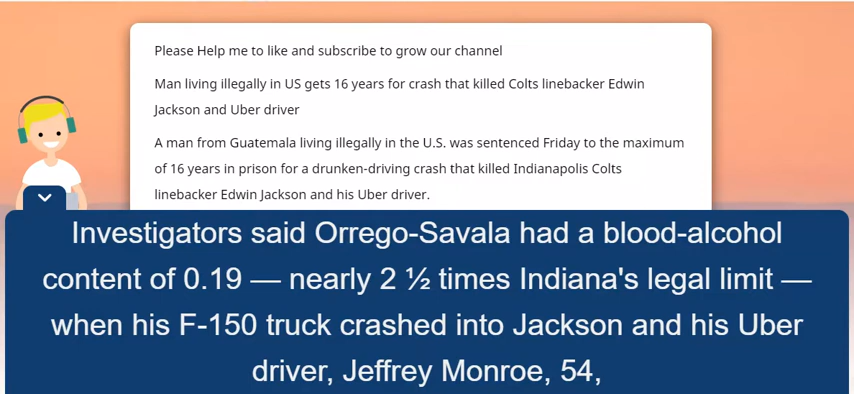 Please Help me to like and subscribe to grow our channel
Man living illegally in US gets 16 years for crash that killed Colts linebacker Edwin
Jackson and Uber driver
A man from Guatemala living illegally in the U.S. was sentenced Friday to the maximum
of 16 years in prison for a drunken-driving crash that killed Indianapolis Colts
linebacker Edwin Jackson and his Uber driver.
Investigators said Orrego-Savala had a blood-alcohol
content of 0.19 — nearly 2 ½ times Indiana's legal limit —
when his F-150 truck crashed into Jackson and his Uber
driver, Jeffrey Monroe, 54,